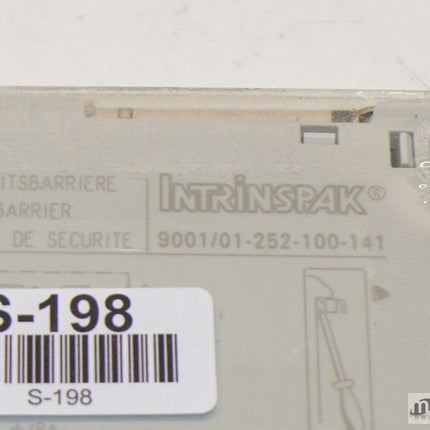 ITSBARRIERE
BARRIER
DE SECURITE
INTRINSPAK®
9001/01-252-100-141
S-198
S-198